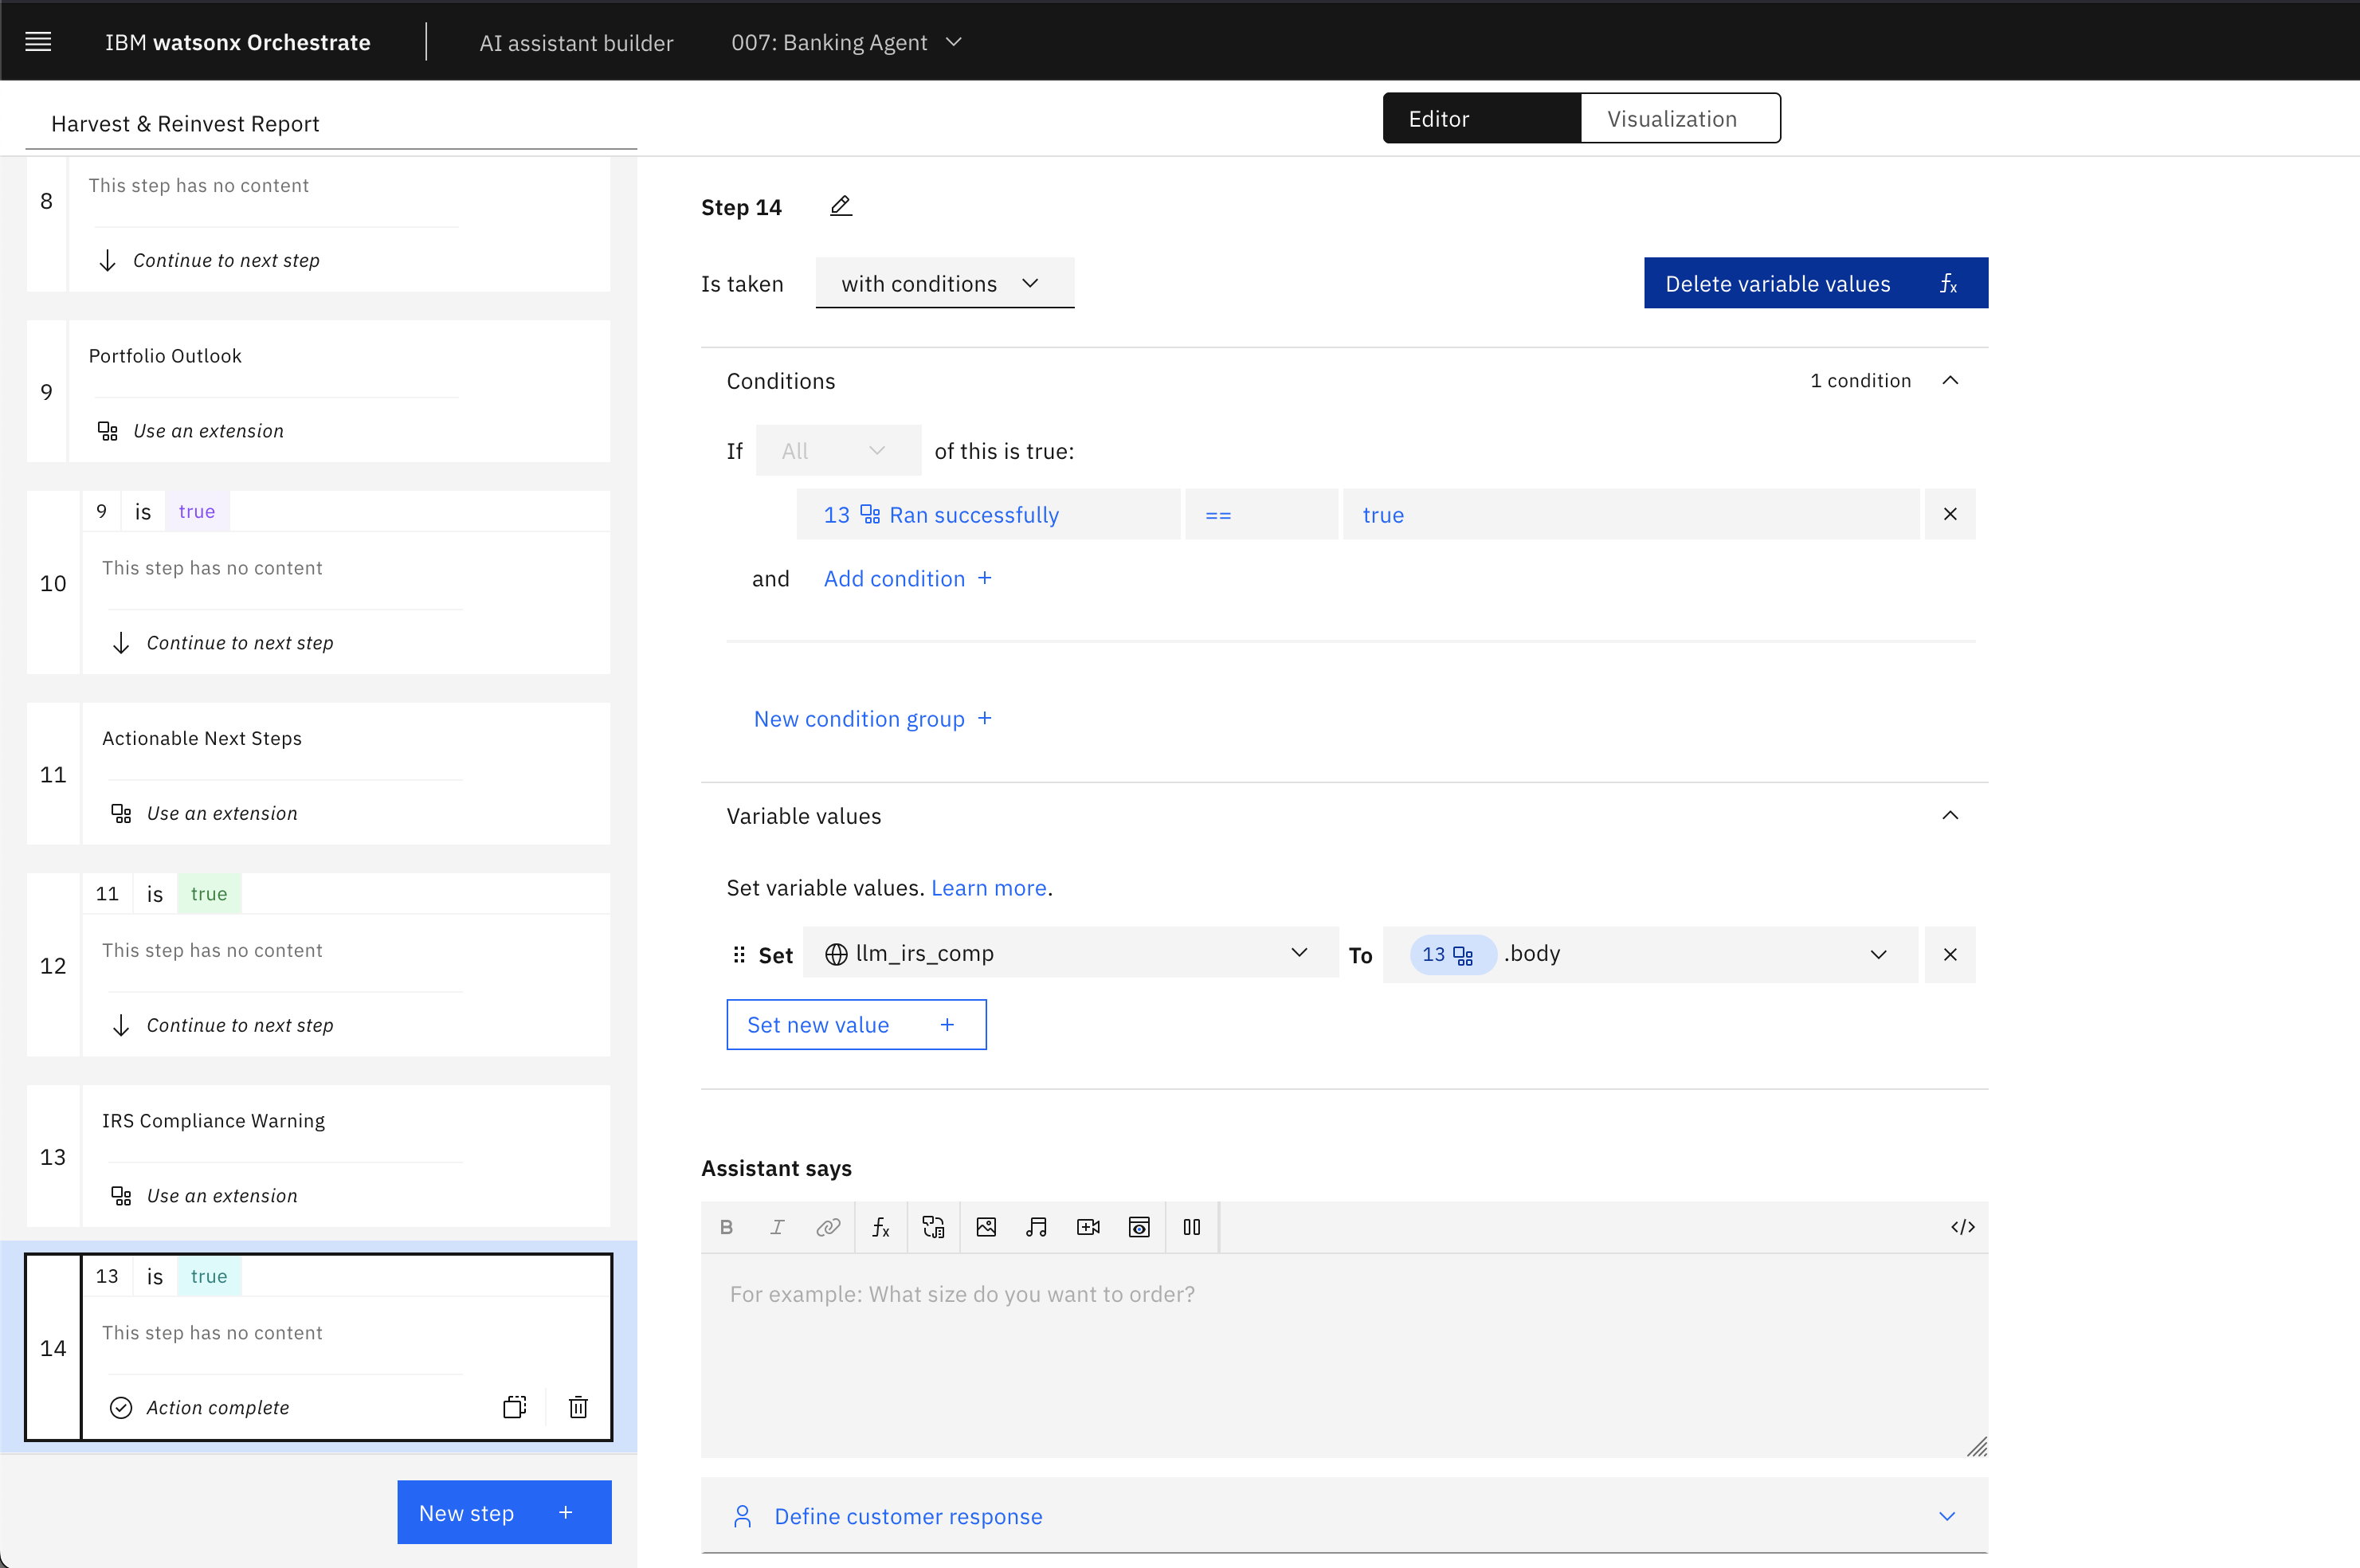 IBM watsonx Orchestrate
AI assistant builder
007: Banking Agent
Harvest & Reinvest Report
Editor
Visualization
8
This step has no content
Continue to next step
9
Portfolio Outlook
Use an extension
10
9 is true
This step has no content
Continue to next step
11
Actionable Next Steps
Use an extension
12
11 is true
This step has no content
Continue to next step
13
IRS Compliance Warning
Use an extension
14
13 is true
This step has no content
Action complete
New step +
Step 14
Is taken with conditions
Delete variable values fx
Conditions
1 condition
If All of this is true:
13 Ran successfully == true
and Add condition +
New condition group +
Variable values
Set variable values. Learn more.
Set llm_irs_comp To 13 .body
Set new value +
Assistant says
B I fx </>
For example: What size do you want to order?
Define customer response